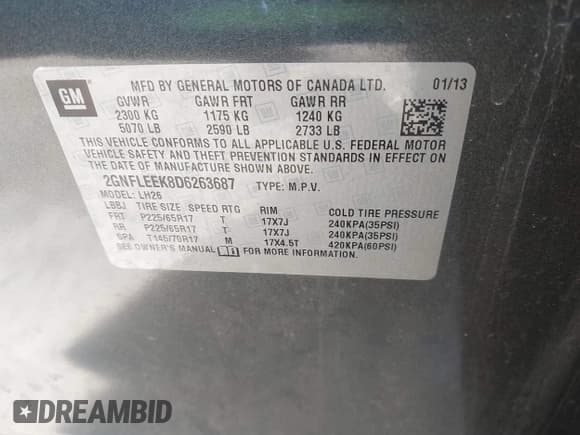 GM
MFD BY GENERAL MOTORS OF CANADA LTD. 01/13
GVWR GAWR FRT GAWR RR
2300 KG 1175 KG 1240 KG
5070 LB 2590 LB 2733 LB
THIS VEHICLE CONFORMS TO ALL APPLICABLE U.S. FEDERAL MOTOR
VEHICLE SAFETY AND THEFT PREVENTION STANDARDS IN EFFECT ON THE
DATE OF MANUFACTURE SHOWN ABOVE.
2GNFLEEK8D6263687 TYPE: M.P.V.
MODEL: LH26
LBBJ TIRE SIZE SPEED RTG RIM COLD TIRE PRESSURE
FRT P225/65R17 T 17X7J 240KPA(35PSI)
RR P225/65R17 T 17X7J 240KPA(35PSI)
SPA T145/70R17 M 17X4.5T 420KPA(60PSI)
SEE OWNER'S MANUAL FOR MORE INFORMATION.
DREAMBID